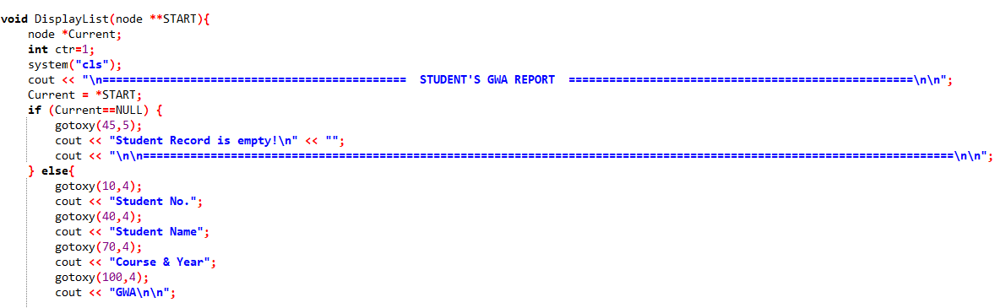 void DisplayList(node **START){
    node *Current;
    int ctr=1;
    system("cls");
    cout << "\n=============================================  STUDENT'S GWA REPORT  ===================================================\n\n";
    Current = *START;
    if (Current==NULL) {
        gotoxy(45,5);
        cout << "Student Record is empty!\n" << "";
        cout << "\n\n========================================================================================================================\n\n";
    } else{
        gotoxy(10,4);
        cout << "Student No.";
        gotoxy(40,4);
        cout << "Student Name";
        gotoxy(70,4);
        cout << "Course & Year";
        gotoxy(100,4);
        cout << "GWA\n\n";